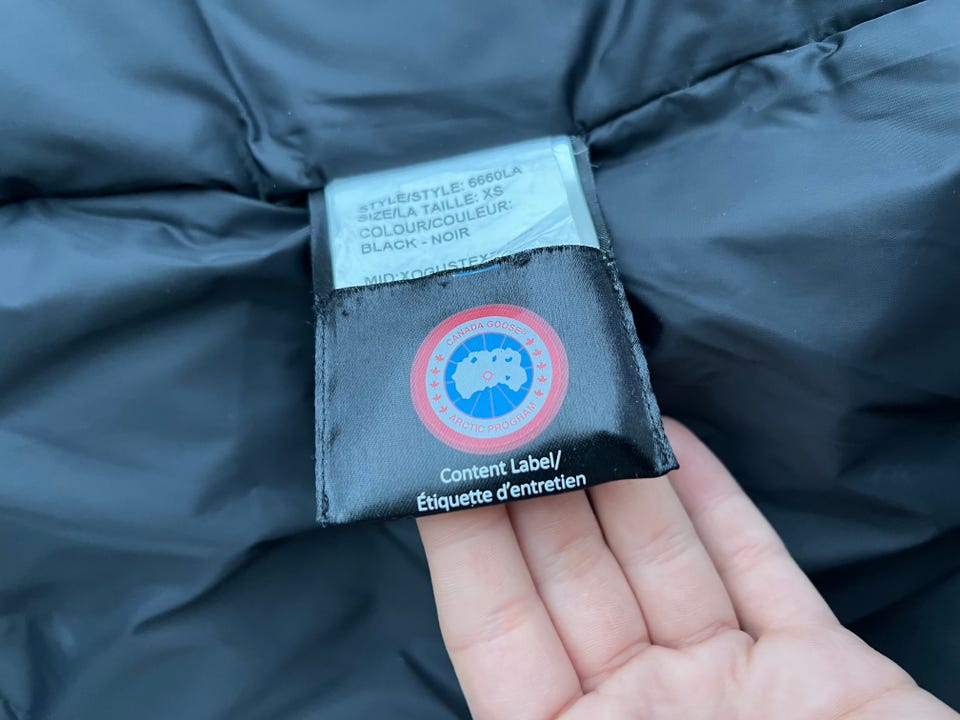 STYLE/STYLE: 6660LA
SIZE/LA TAILLE: XS
COLOUR/COULEUR:
BLACK - NOIR
CANADA GOOSE®
ARCTIC PROGRAM
Content Label/
Étiquette d'entretien